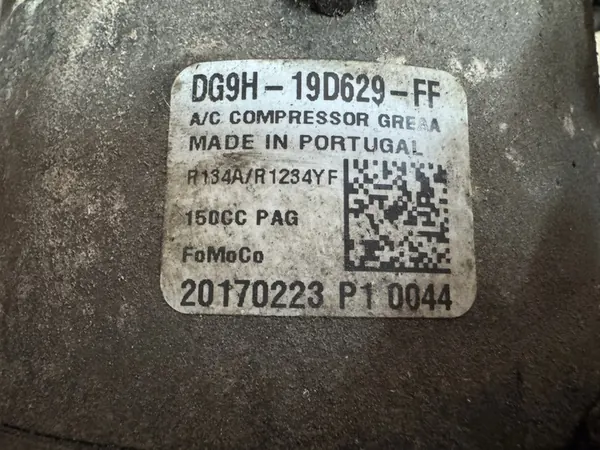 DG9H-19D629-FF
A/C COMPRESSOR GREAA
MADE IN PORTUGAL
R134A/R1234YF
150CC PAG
FoMoCo
20170223 P1 0044